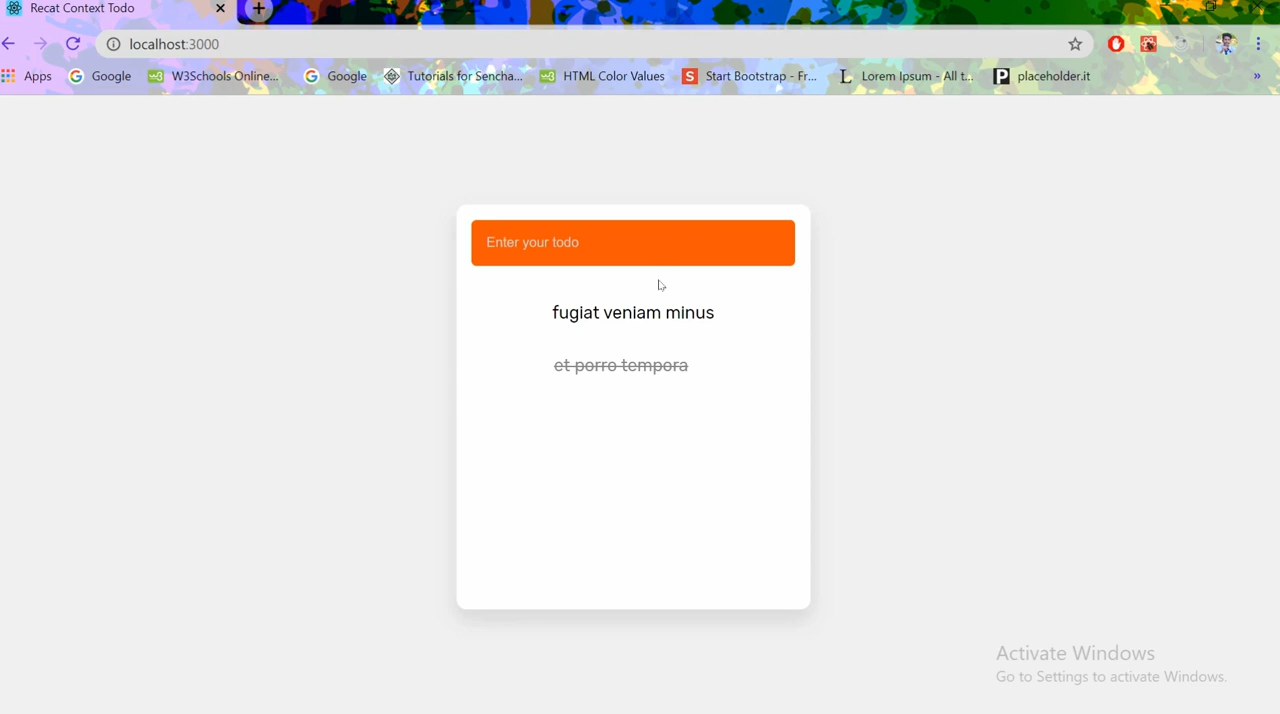 Recat Context Todo
localhost:3000
Apps Google W3Schools Online... Google Tutorials for Sencha... HTML Color Values Start Bootstrap - Fr... Lorem Ipsum - All t... placeholder.it »
Enter your todo
fugiat veniam minus
et porro tempora
Activate Windows
Go to Settings to activate Windows.